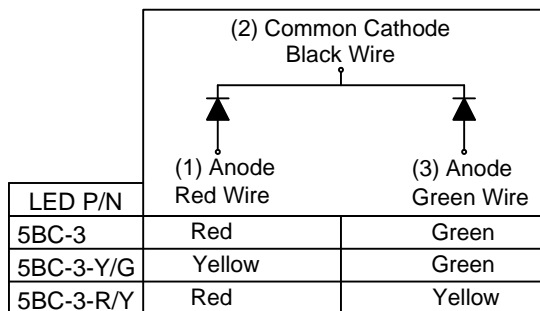 (2) Common Cathode
Black Wire
(1) Anode
Red Wire
(3) Anode
Green Wire
LED P/N
5BC-3 Red Green
5BC-3-Y/G Yellow Green
5BC-3-R/Y Red Yellow